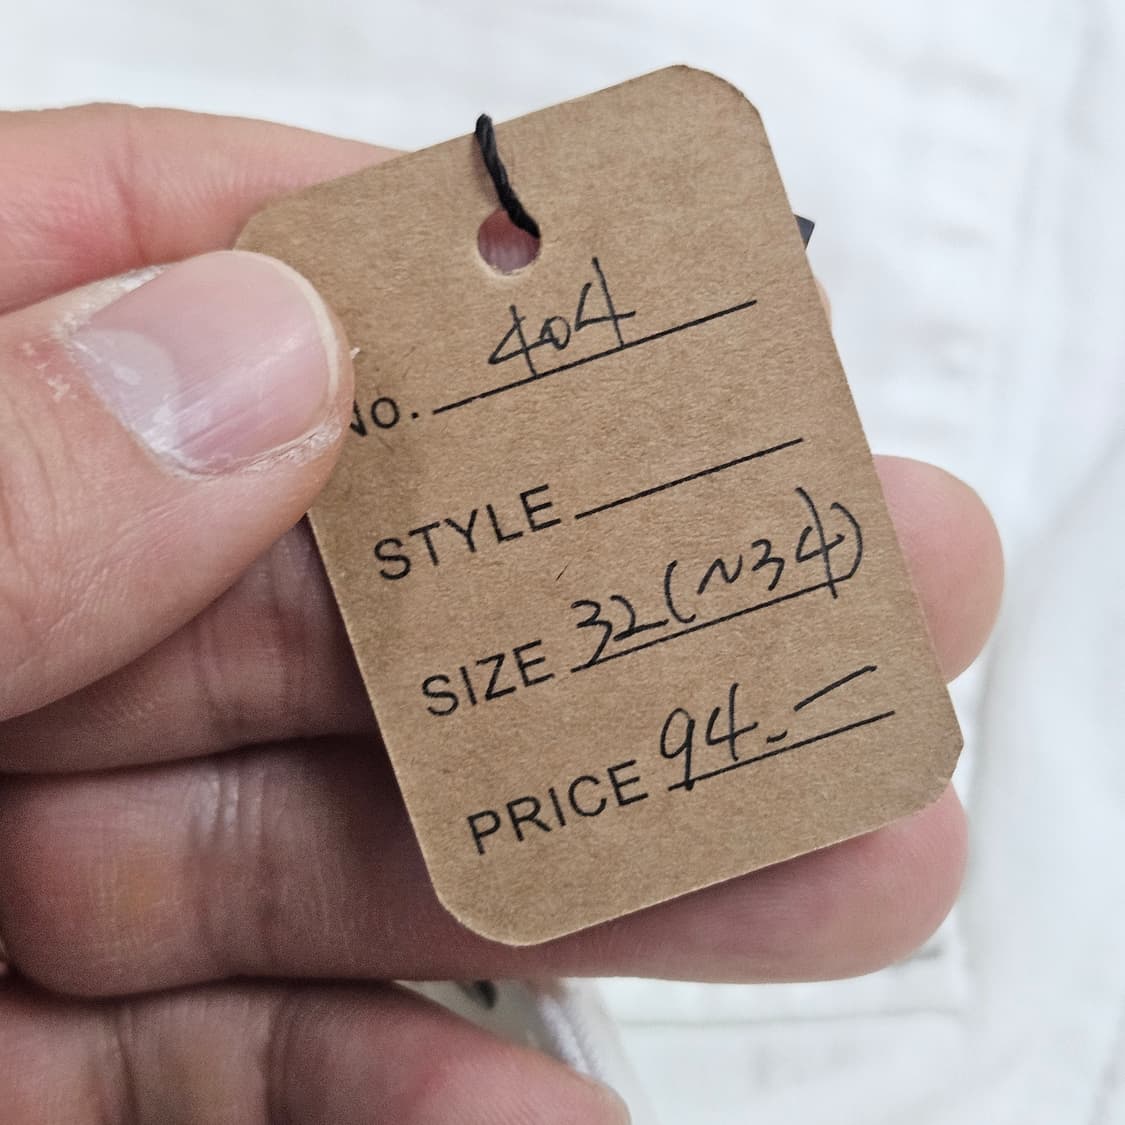 No. 404
STYLE
SIZE 32(~34)
PRICE 94.-